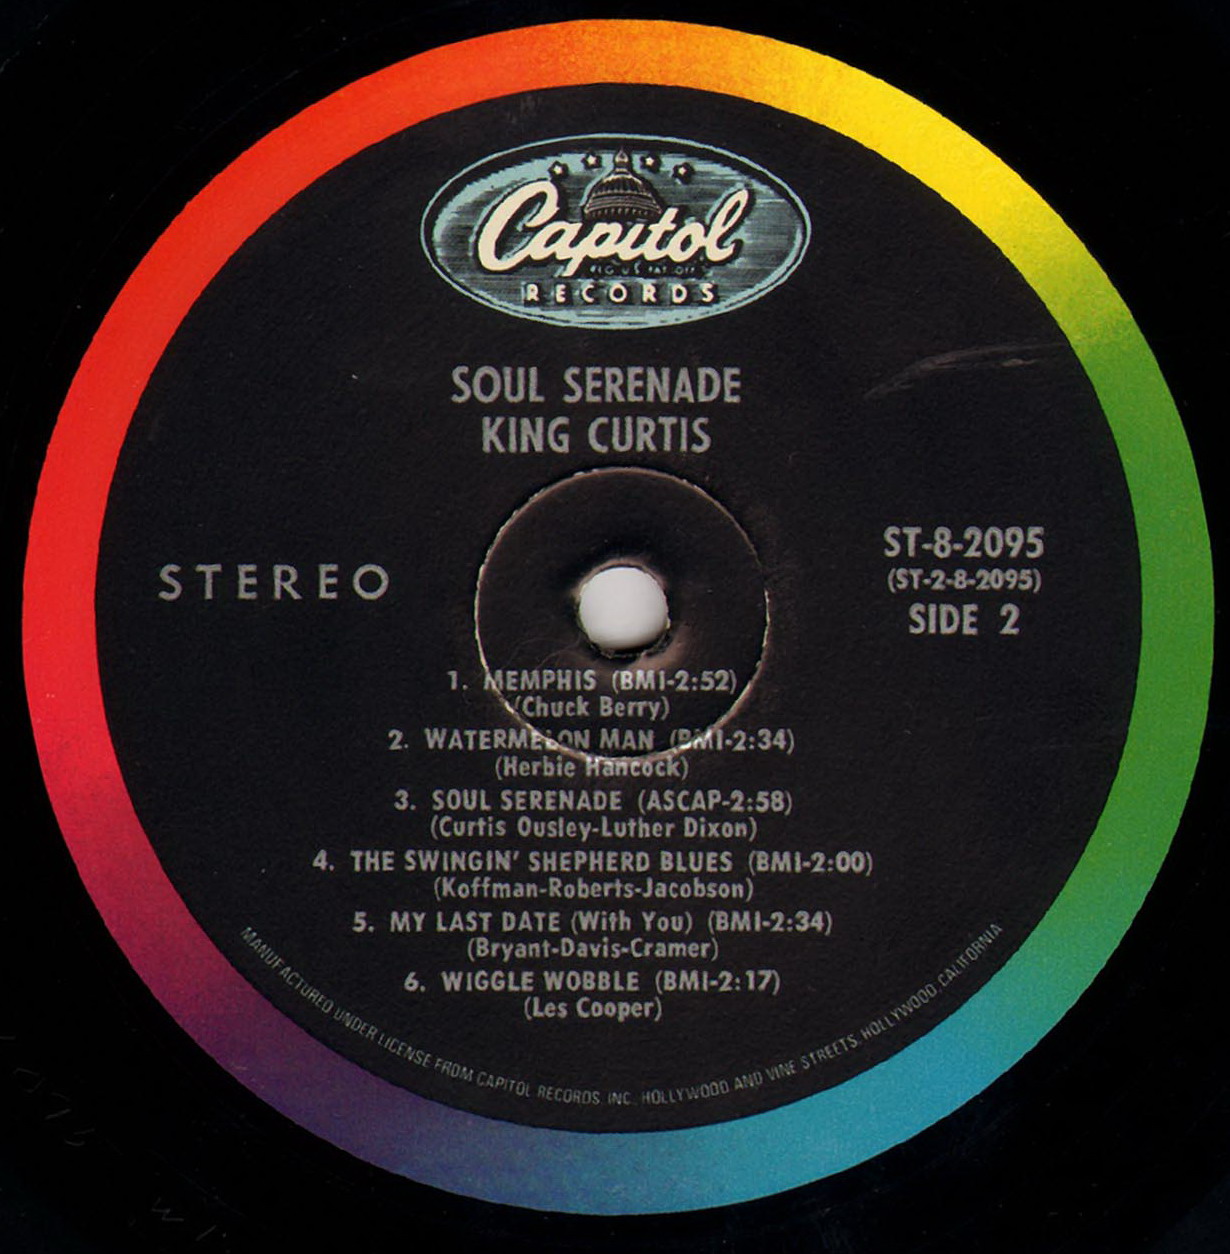 Capitol
REG. U.S. PAT. OFF.
RECORDS
SOUL SERENADE
KING CURTIS
STEREO
ST-8-2095
(ST-2-8-2095)
SIDE 2
1. MEMPHIS (BMI-2:52)
(Chuck Berry)
2. WATERMELON MAN (BMI-2:34)
(Herbie Hancock)
3. SOUL SERENADE (ASCAP-2:58)
(Curtis Ousley-Luther Dixon)
4. THE SWINGIN' SHEPHERD BLUES (BMI-2:00)
(Koffman-Roberts-Jacobson)
5. MY LAST DATE (With You) (BMI-2:34)
(Bryant-Davis-Cramer)
6. WIGGLE WOBBLE (BMI-2:17)
(Les Cooper)
MANUFACTURED UNDER LICENSE FROM CAPITOL RECORDS, INC., HOLLYWOOD AND VINE STREETS, HOLLYWOOD, CALIFORNIA